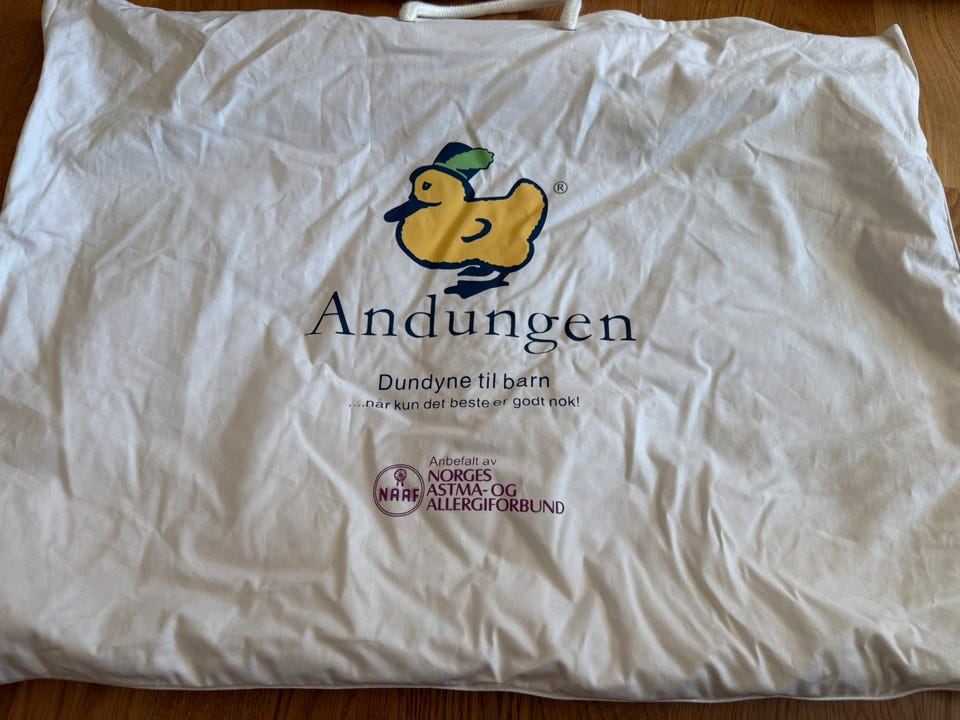 ®
Andungen
Dundyne til barn
....når kun det beste er godt nok!
Anbefalt av
NAAF
NORGES
ASTMA- OG
ALLERGIFORBUND